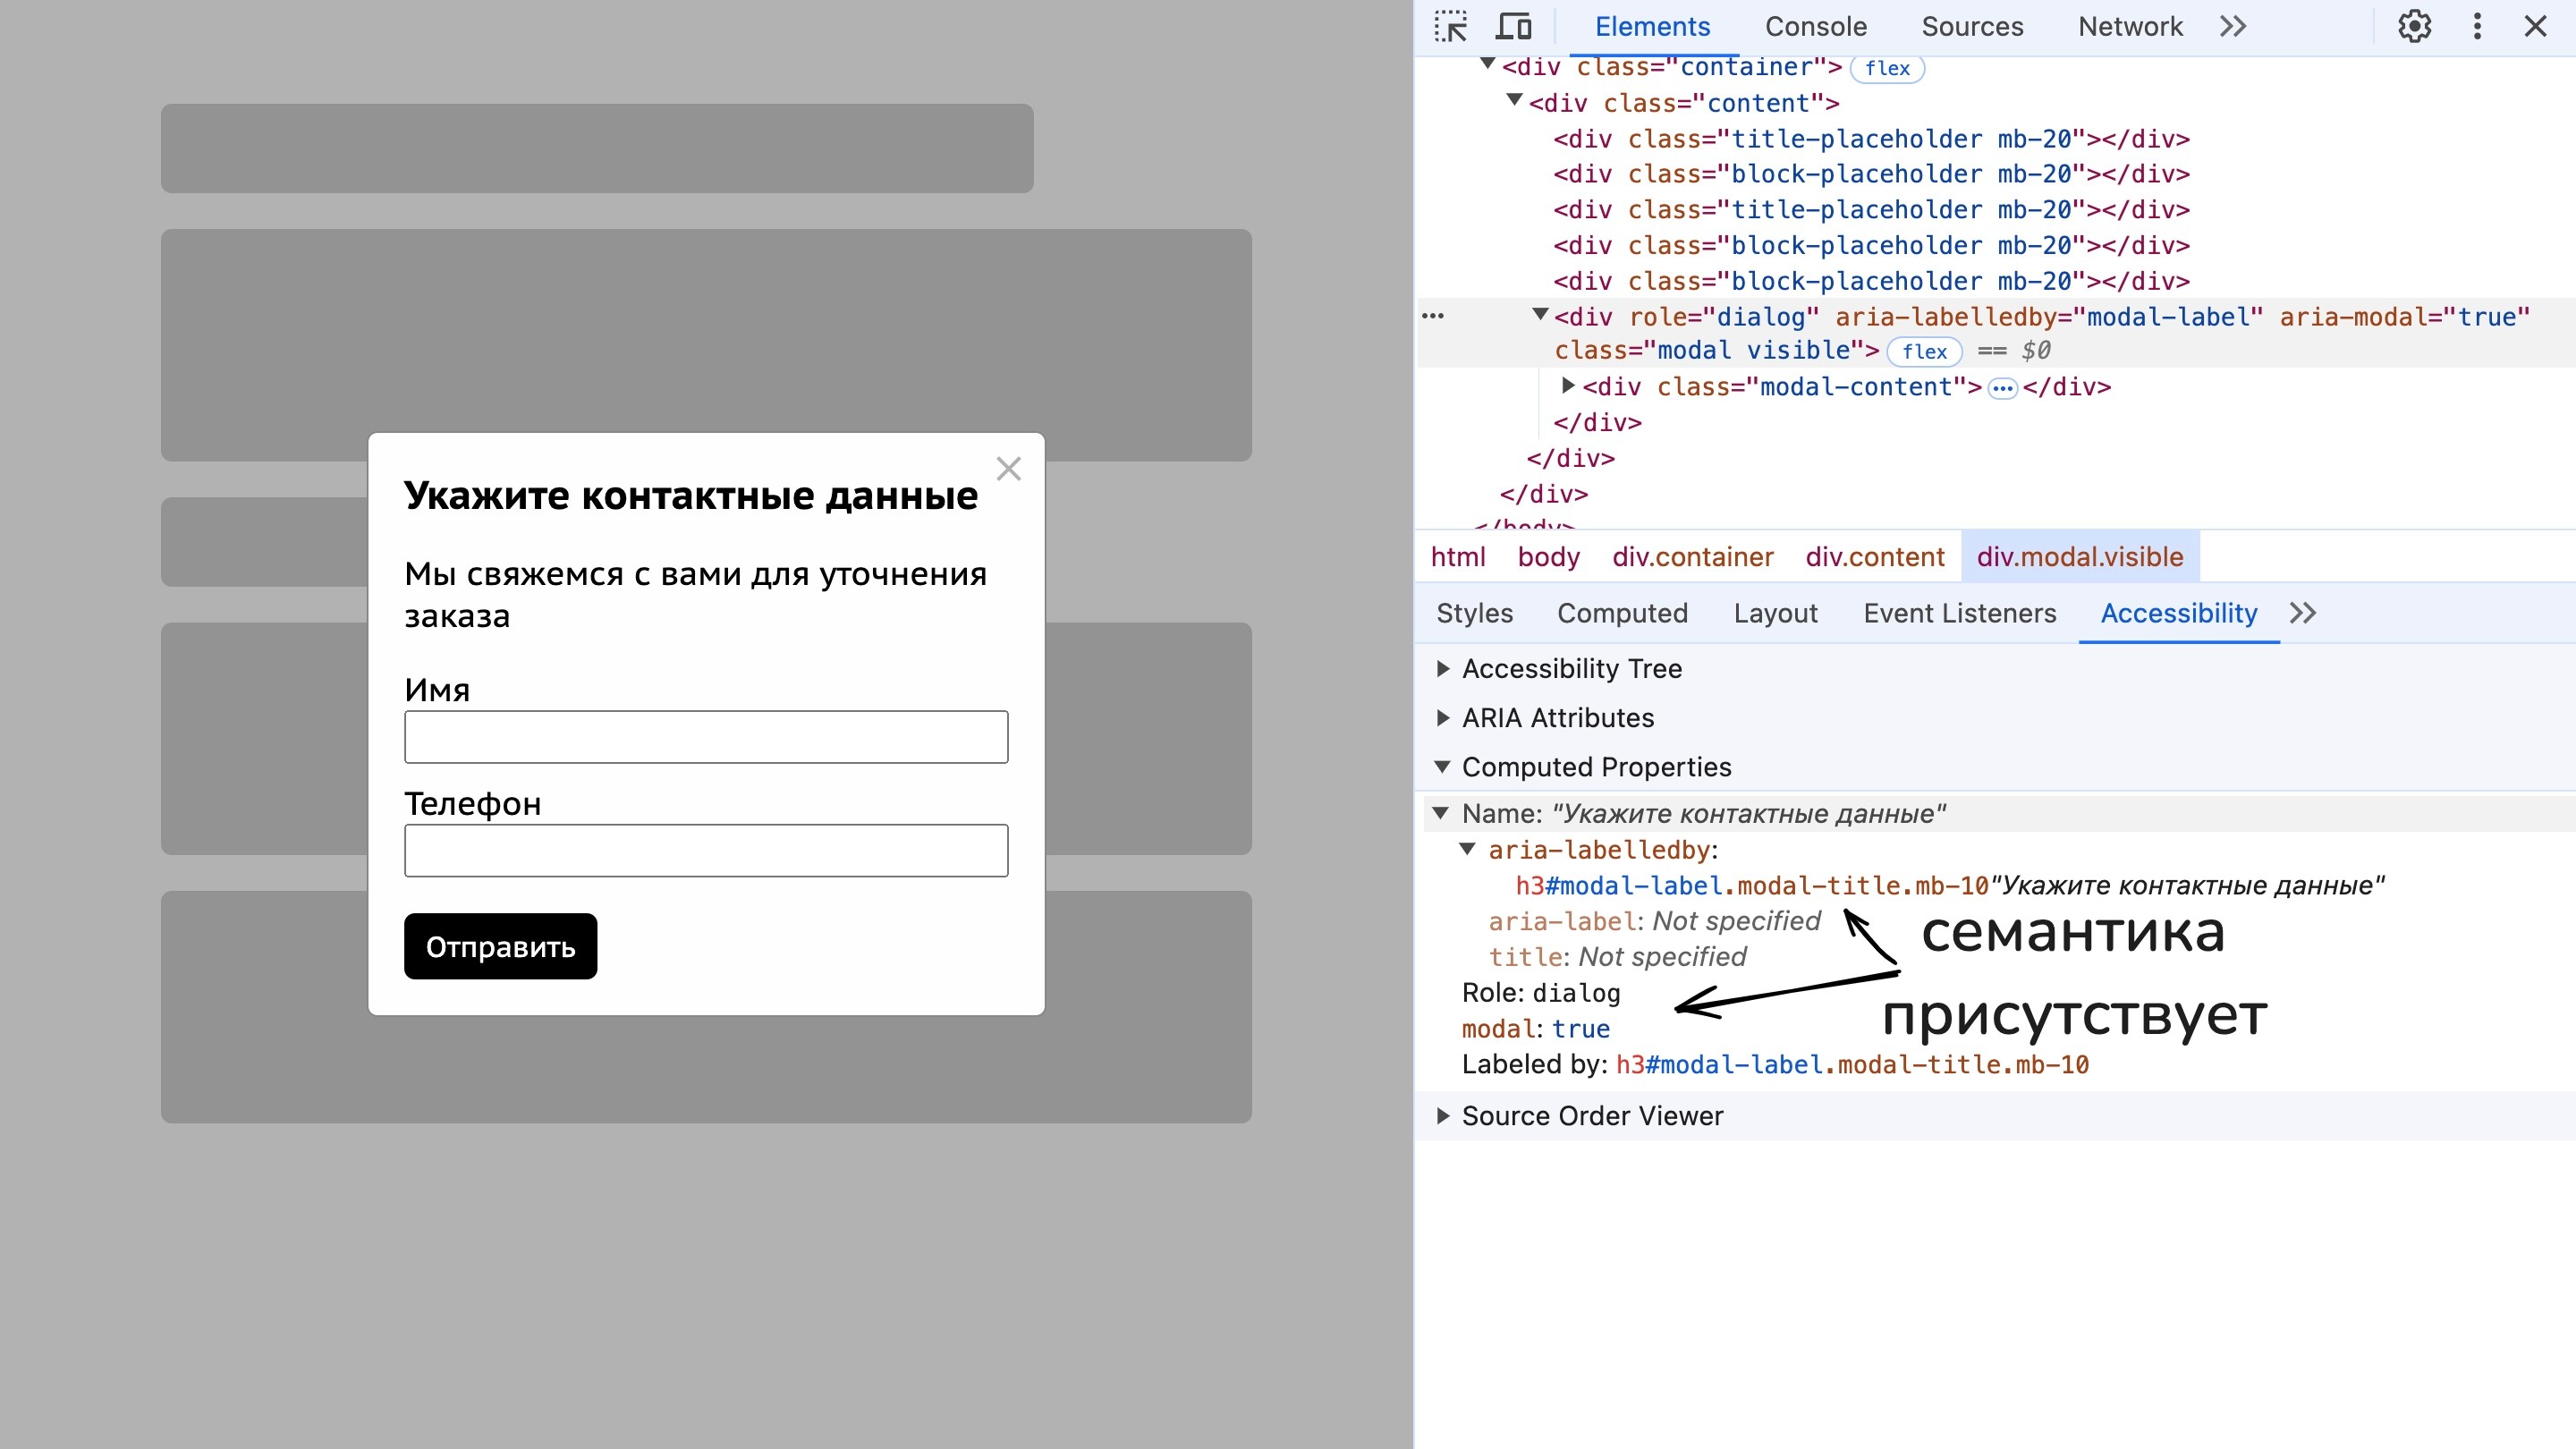 Укажите контактные данные
Мы свяжемся с вами для уточнения
заказа
Имя
Телефон
Отправить
Elements Console Sources Network
<div class="container"> flex
<div class="content">
<div class="title-placeholder mb-20"></div>
<div class="block-placeholder mb-20"></div>
<div class="title-placeholder mb-20"></div>
<div class="block-placeholder mb-20"></div>
<div class="block-placeholder mb-20"></div>
<div role="dialog" aria-labelledby="modal-label" aria-modal="true"
class="modal visible"> flex == $0
<div class="modal-content"> ••• </div>
</div>
</div>
</div>
</body>
html body div.container div.content div.modal.visible
Styles Computed Layout Event Listeners Accessibility
Accessibility Tree
ARIA Attributes
Computed Properties
Name: "Укажите контактные данные"
aria-labelledby:
h3#modal-label.modal-title.mb-10"Укажите контактные данные"
aria-label: Not specified
title: Not specified
семантика
присутствует
Role: dialog
modal: true
Labeled by: h3#modal-label.modal-title.mb-10
Source Order Viewer